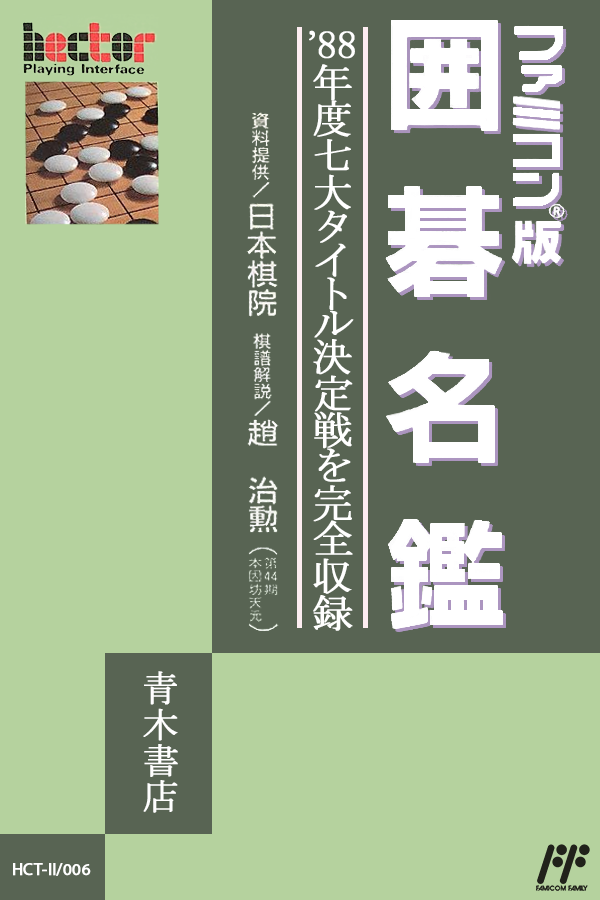 hector
Playing Interface
ファミコン®版
囲碁名鑑
’88年度七大タイトル決定戦を完全収録
資料提供／日本棋院 棋譜解説／趙 治勲（第44期本因坊天元）
青木書店
HCT-II/006
FF
FAMICOM FAMILY